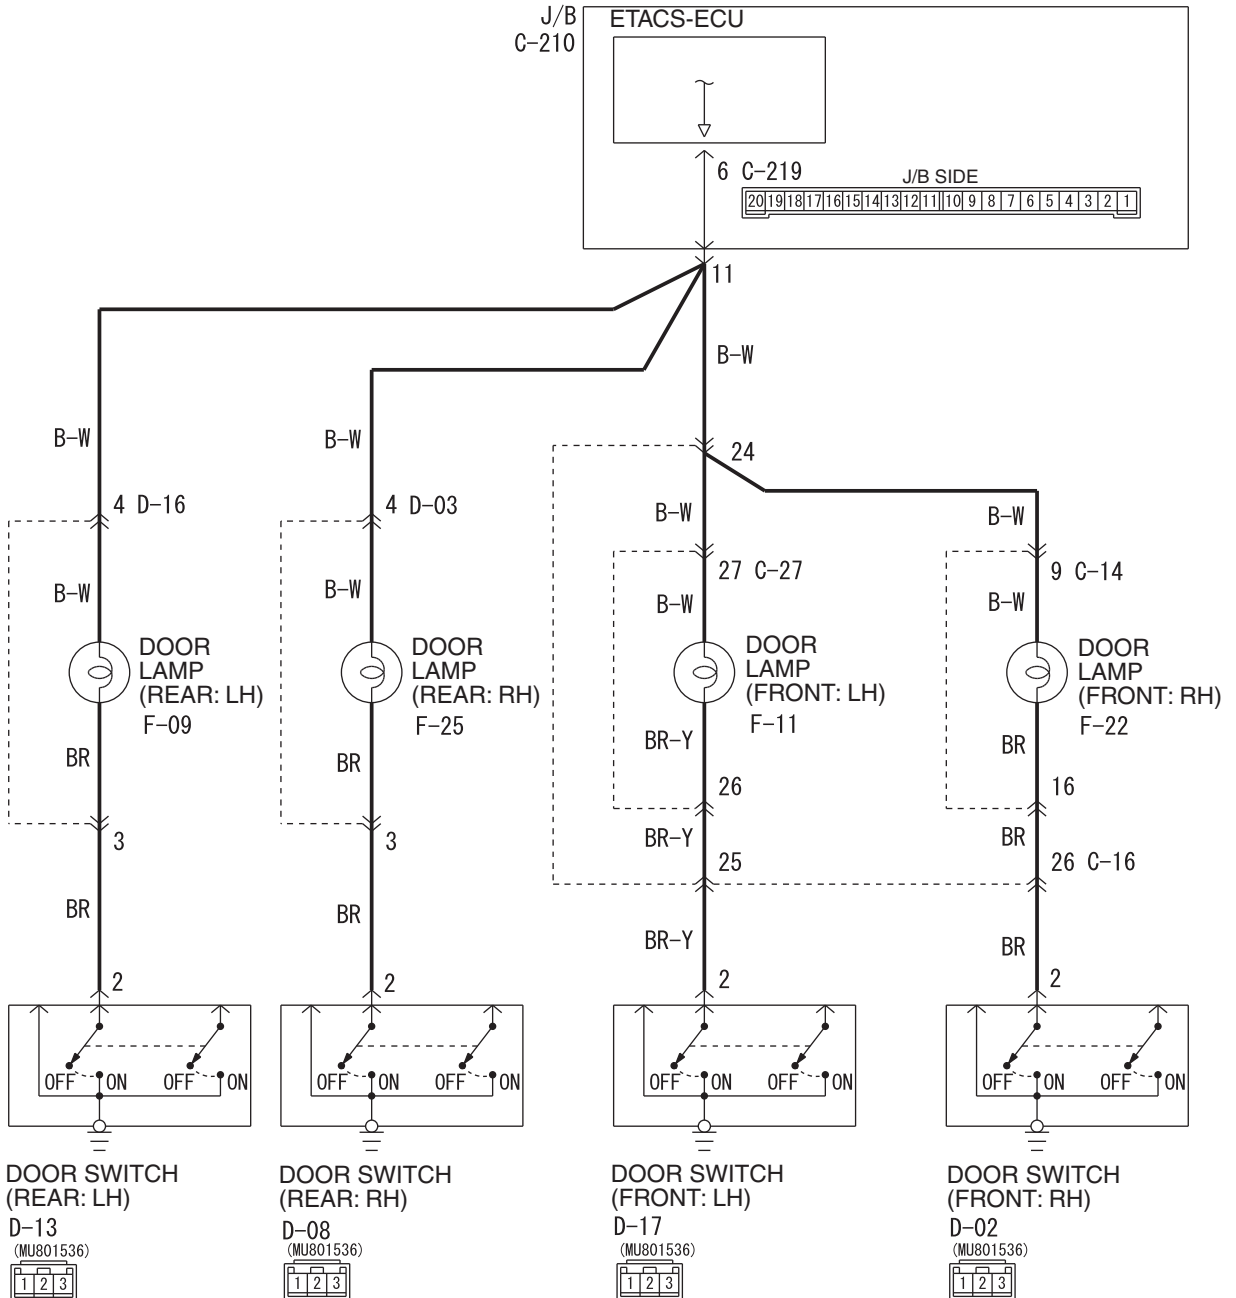 J/B
ETACS-ECU
C-210
6 C-219
J/B SIDE
20 19 18 17 16 15 14 13 12 11 10 9 8 7 6 5 4 3 2 1
11
B-W
B-W
B-W
24
4 D-16
4 D-03
B-W
B-W
27 C-27
9 C-14
B-W
B-W
B-W
B-W
DOOR
LAMP
(REAR: LH)
F-09
DOOR
LAMP
(REAR: RH)
F-25
DOOR
LAMP
(FRONT: LH)
F-11
DOOR
LAMP
(FRONT: RH)
F-22
BR
BR
BR-Y
BR
26
16
3
3
BR-Y
BR
25
26 C-16
BR
BR
BR-Y
BR
2
2
2
2
OFF ON OFF ON
OFF ON OFF ON
OFF ON OFF ON
OFF ON OFF ON
DOOR SWITCH
(REAR: LH)
D-13
(MU801536)
1 2 3
DOOR SWITCH
(REAR: RH)
D-08
(MU801536)
1 2 3
DOOR SWITCH
(FRONT: LH)
D-17
(MU801536)
1 2 3
DOOR SWITCH
(FRONT: RH)
D-02
(MU801536)
1 2 3